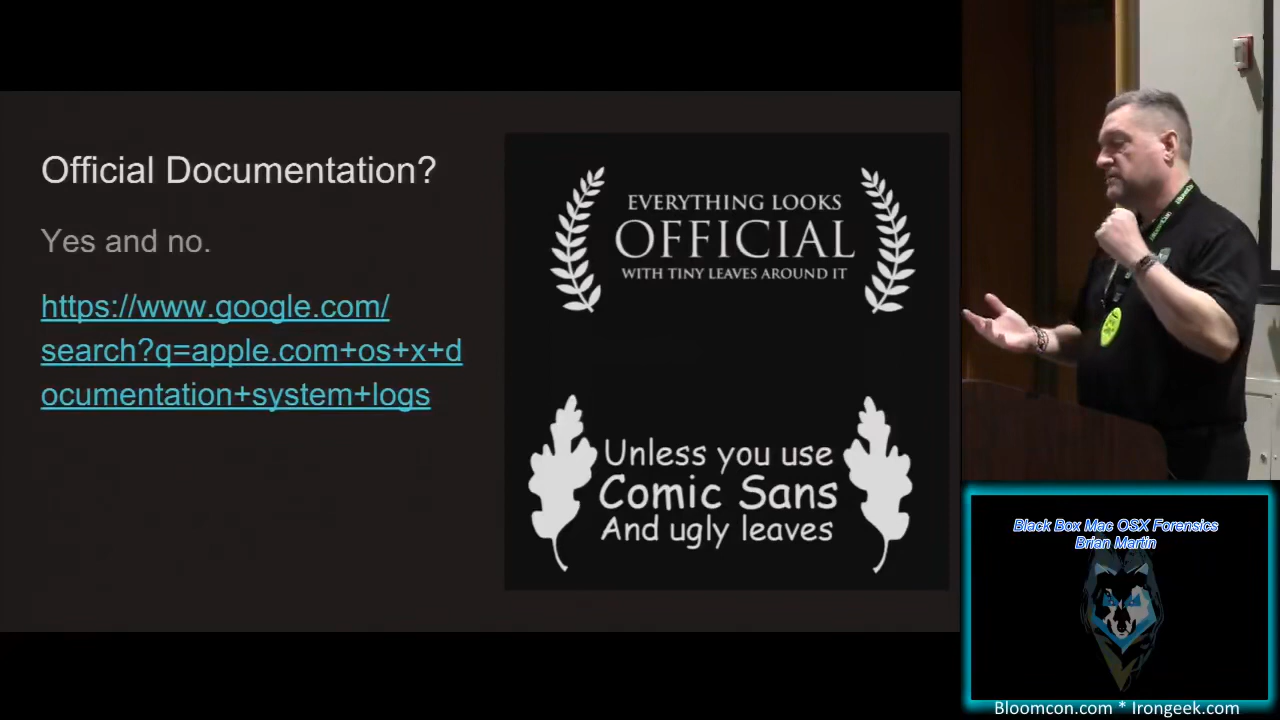 Official Documentation?
Yes and no.
https://www.google.com/
search?q=apple.com+os+x+d
ocumentation+system+logs
EVERYTHING LOOKS
OFFICIAL
WITH TINY LEAVES AROUND IT
Unless you use
Comic Sans
And ugly leaves
Black Box Mac OSX Forensics
Brian Martin
Bloomcon.com * Irongeek.com